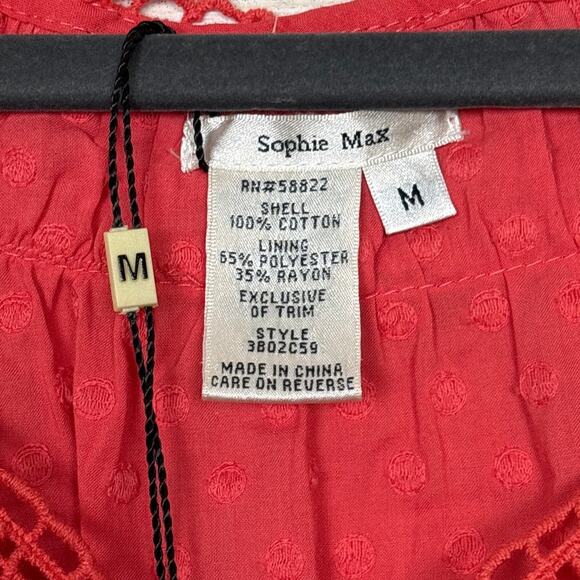 Sophie Max
M
RN#58822
SHELL
100% COTTON
LINING
65% POLYESTER
35% RAYON
EXCLUSIVE
OF TRIM
STYLE
3802C59
MADE IN CHINA
CARE ON REVERSE
M